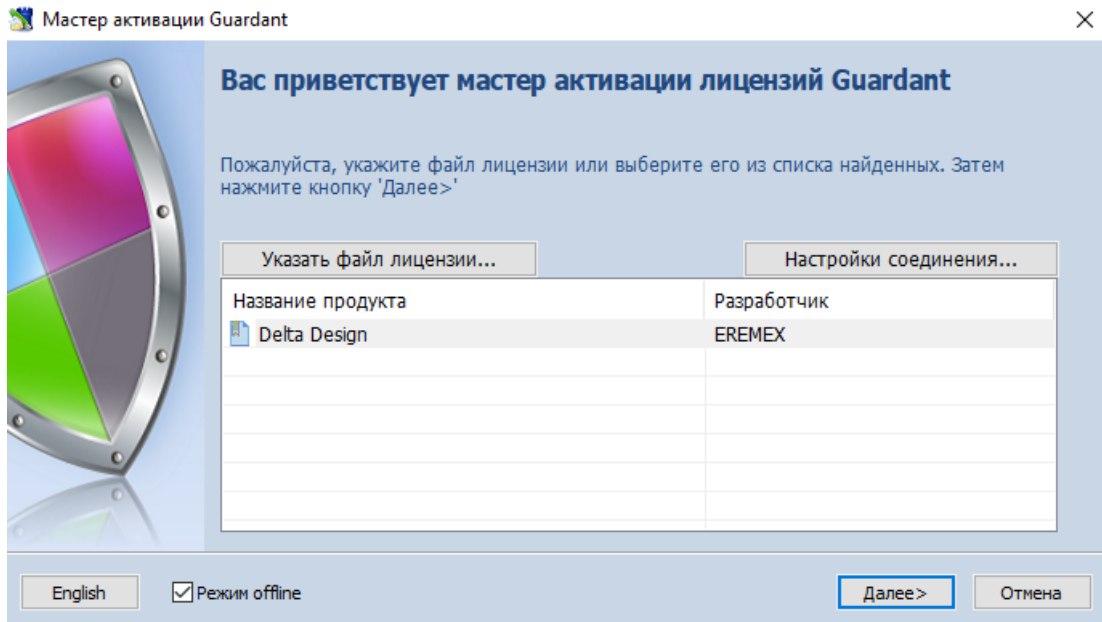 Мастер активации Guardant
Вас приветствует мастер активации лицензий Guardant
Пожалуйста, укажите файл лицензии или выберите его из списка найденных. Затем
нажмите кнопку 'Далее>'
Указать файл лицензии... Настройки соединения...
Название продукта Разработчик
Delta Design EREMEX
English Режим offline Далее> Отмена